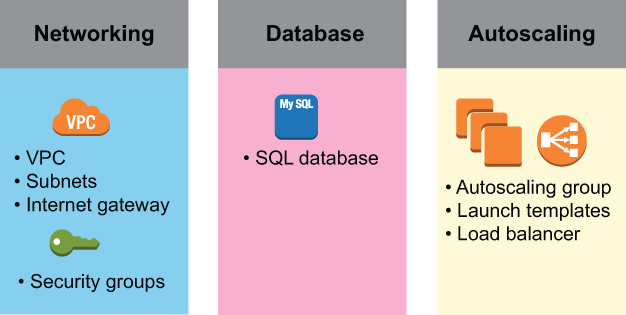 Networking
VPC
• VPC
• Subnets
• Internet gateway
• Security groups
Database
My SQL
• SQL database
Autoscaling
• Autoscaling group
• Launch templates
• Load balancer